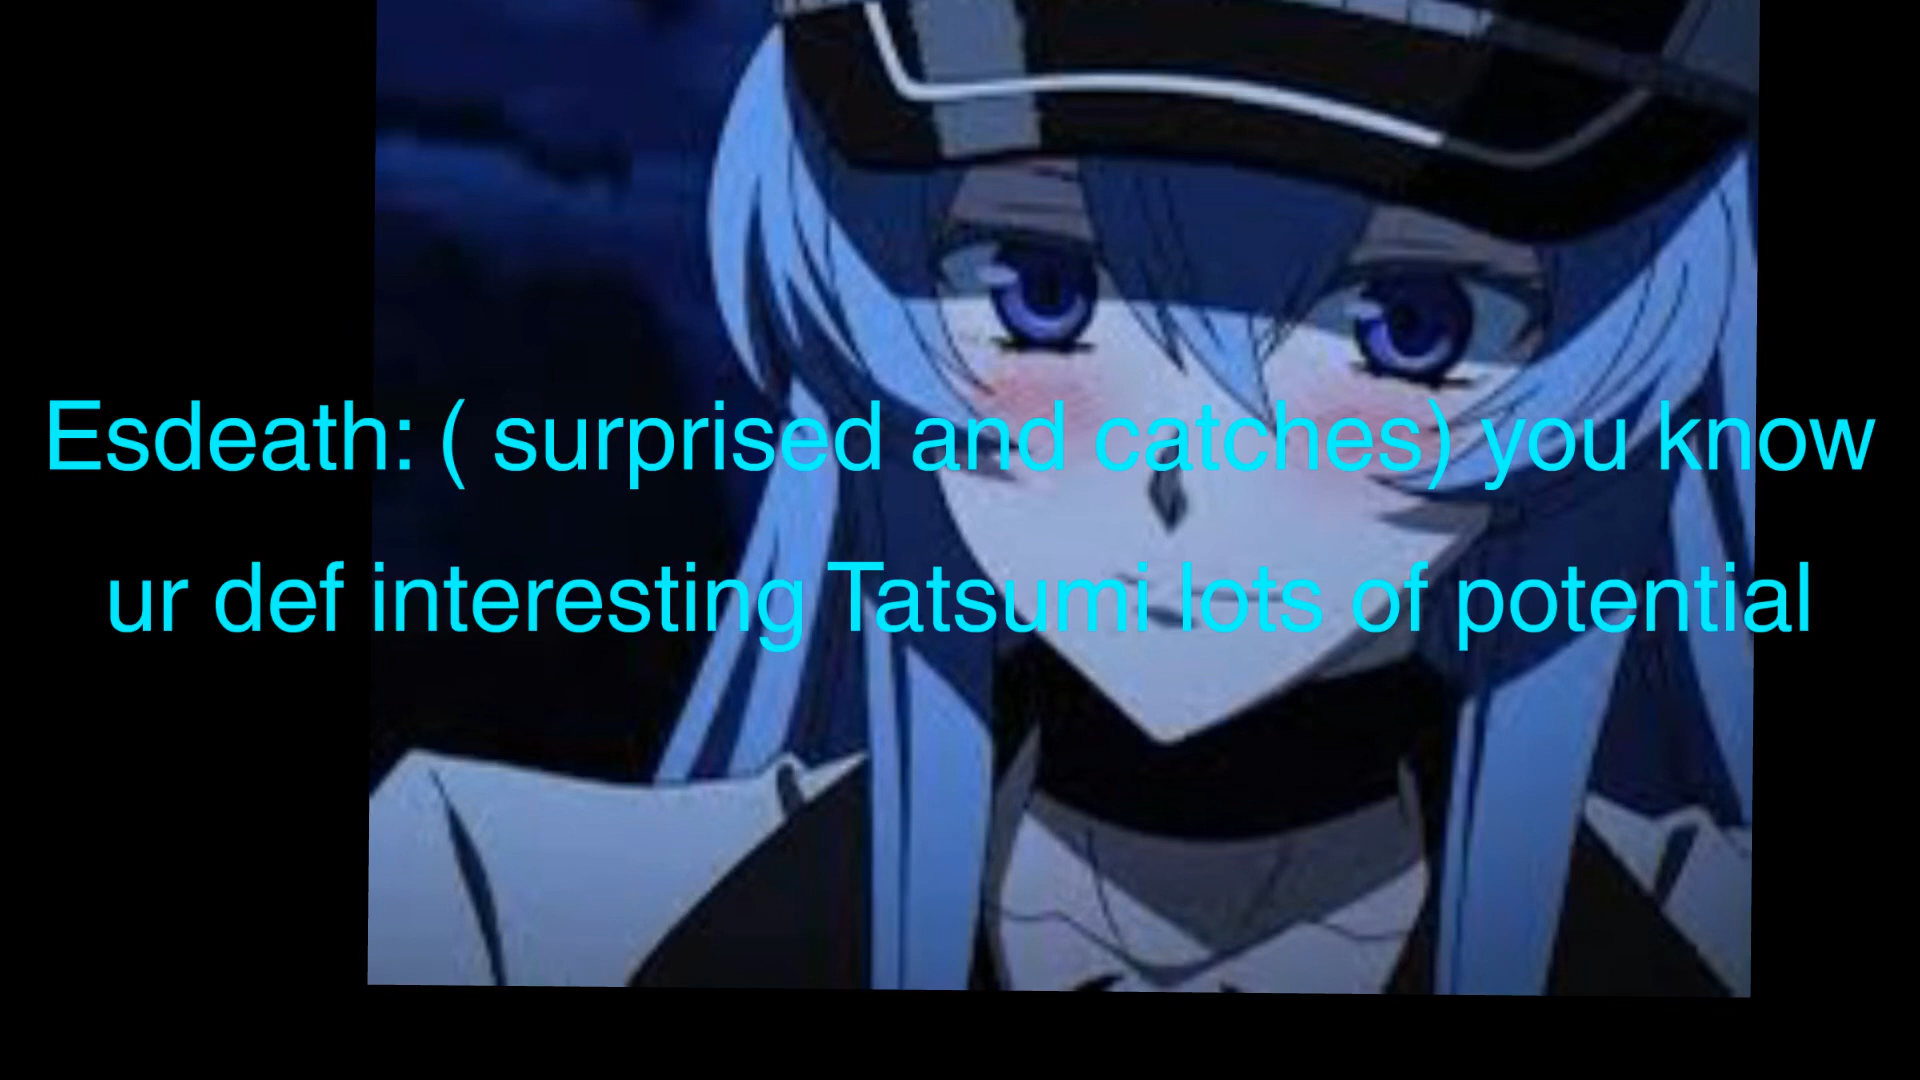 Esdeath: ( surprised and catches) you know
ur def interesting Tatsumi lots of potential